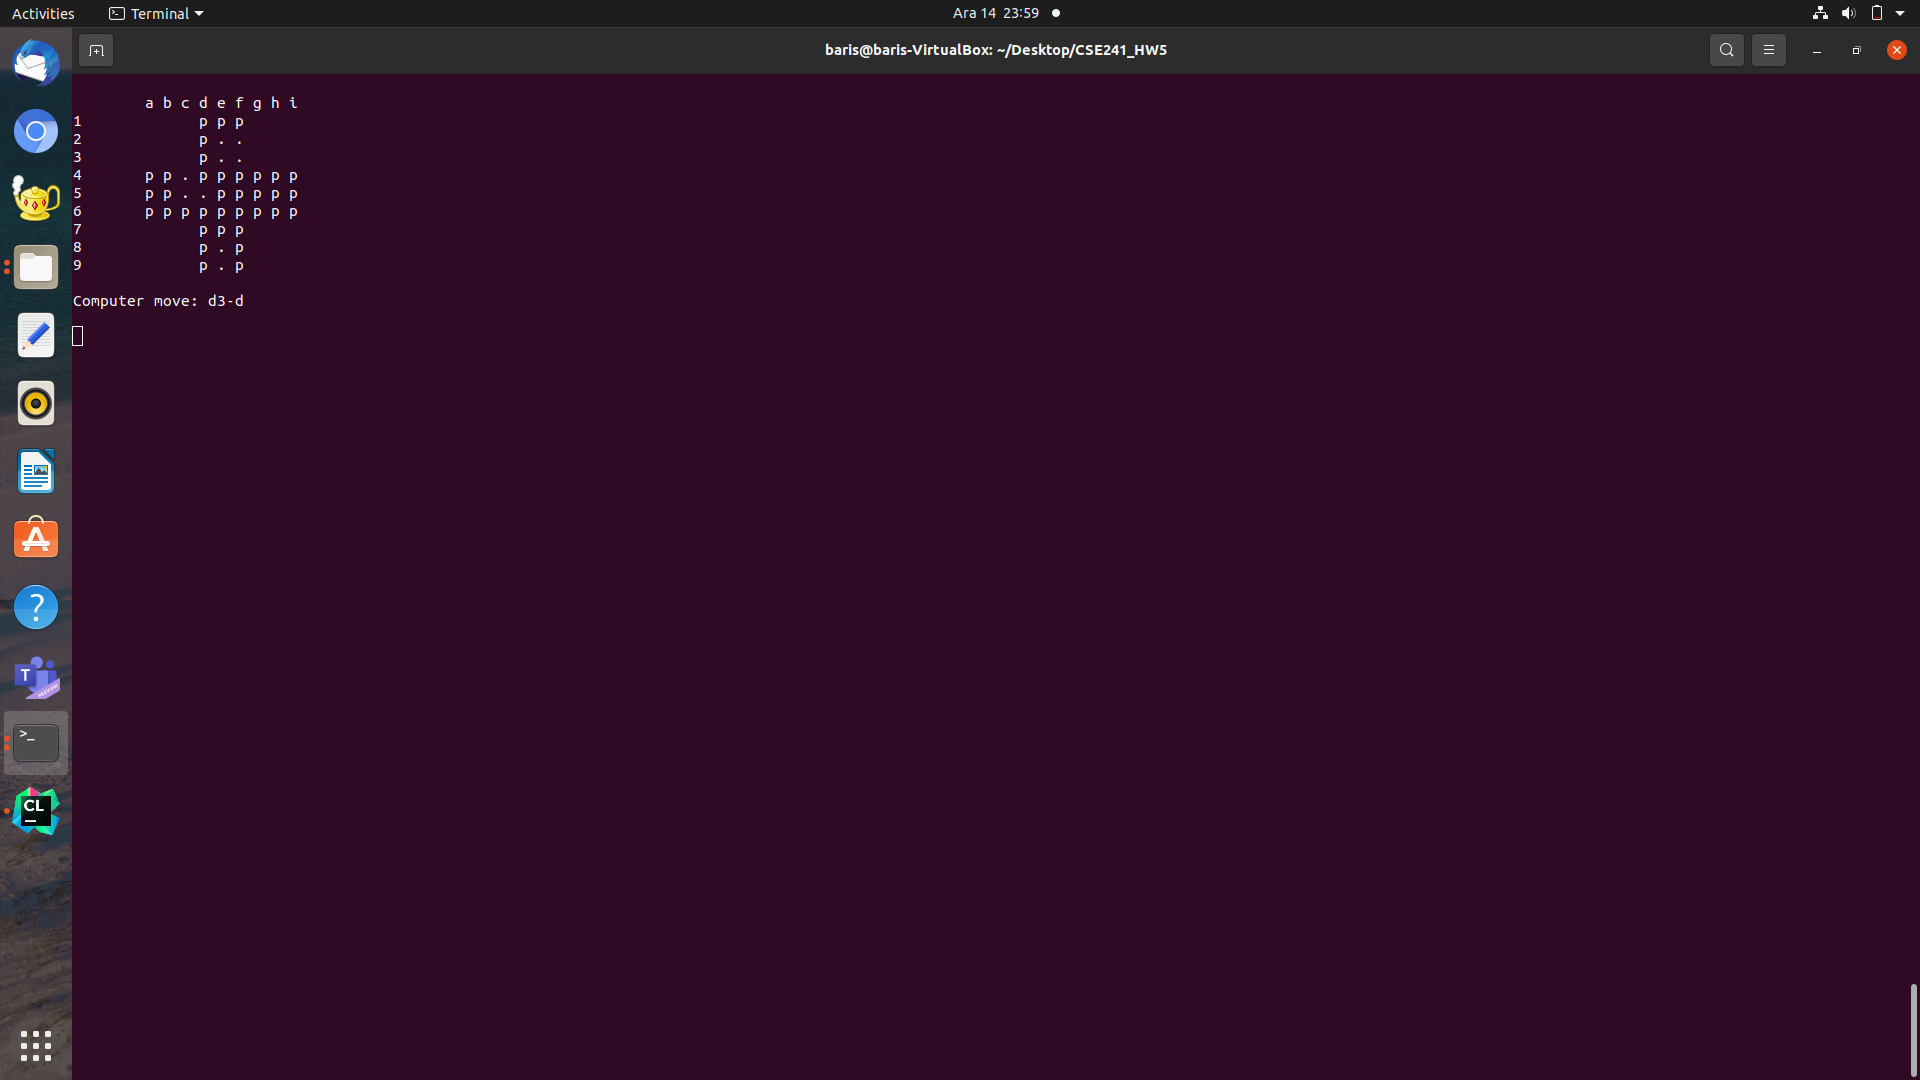 Activities
Terminal
Ara 14 23:59
baris@baris-VirtualBox: ~/Desktop/CSE241_HW5
a b c d e f g h i
1 p p p
2 p . .
3 p . .
4 p p . p p p p p p
5 p p . . p p p p p
6 p p p p p p p p p
7 p p p
8 p . p
9 p . p
Computer move: d3-d
?
T
PREVIEW
>_
CL